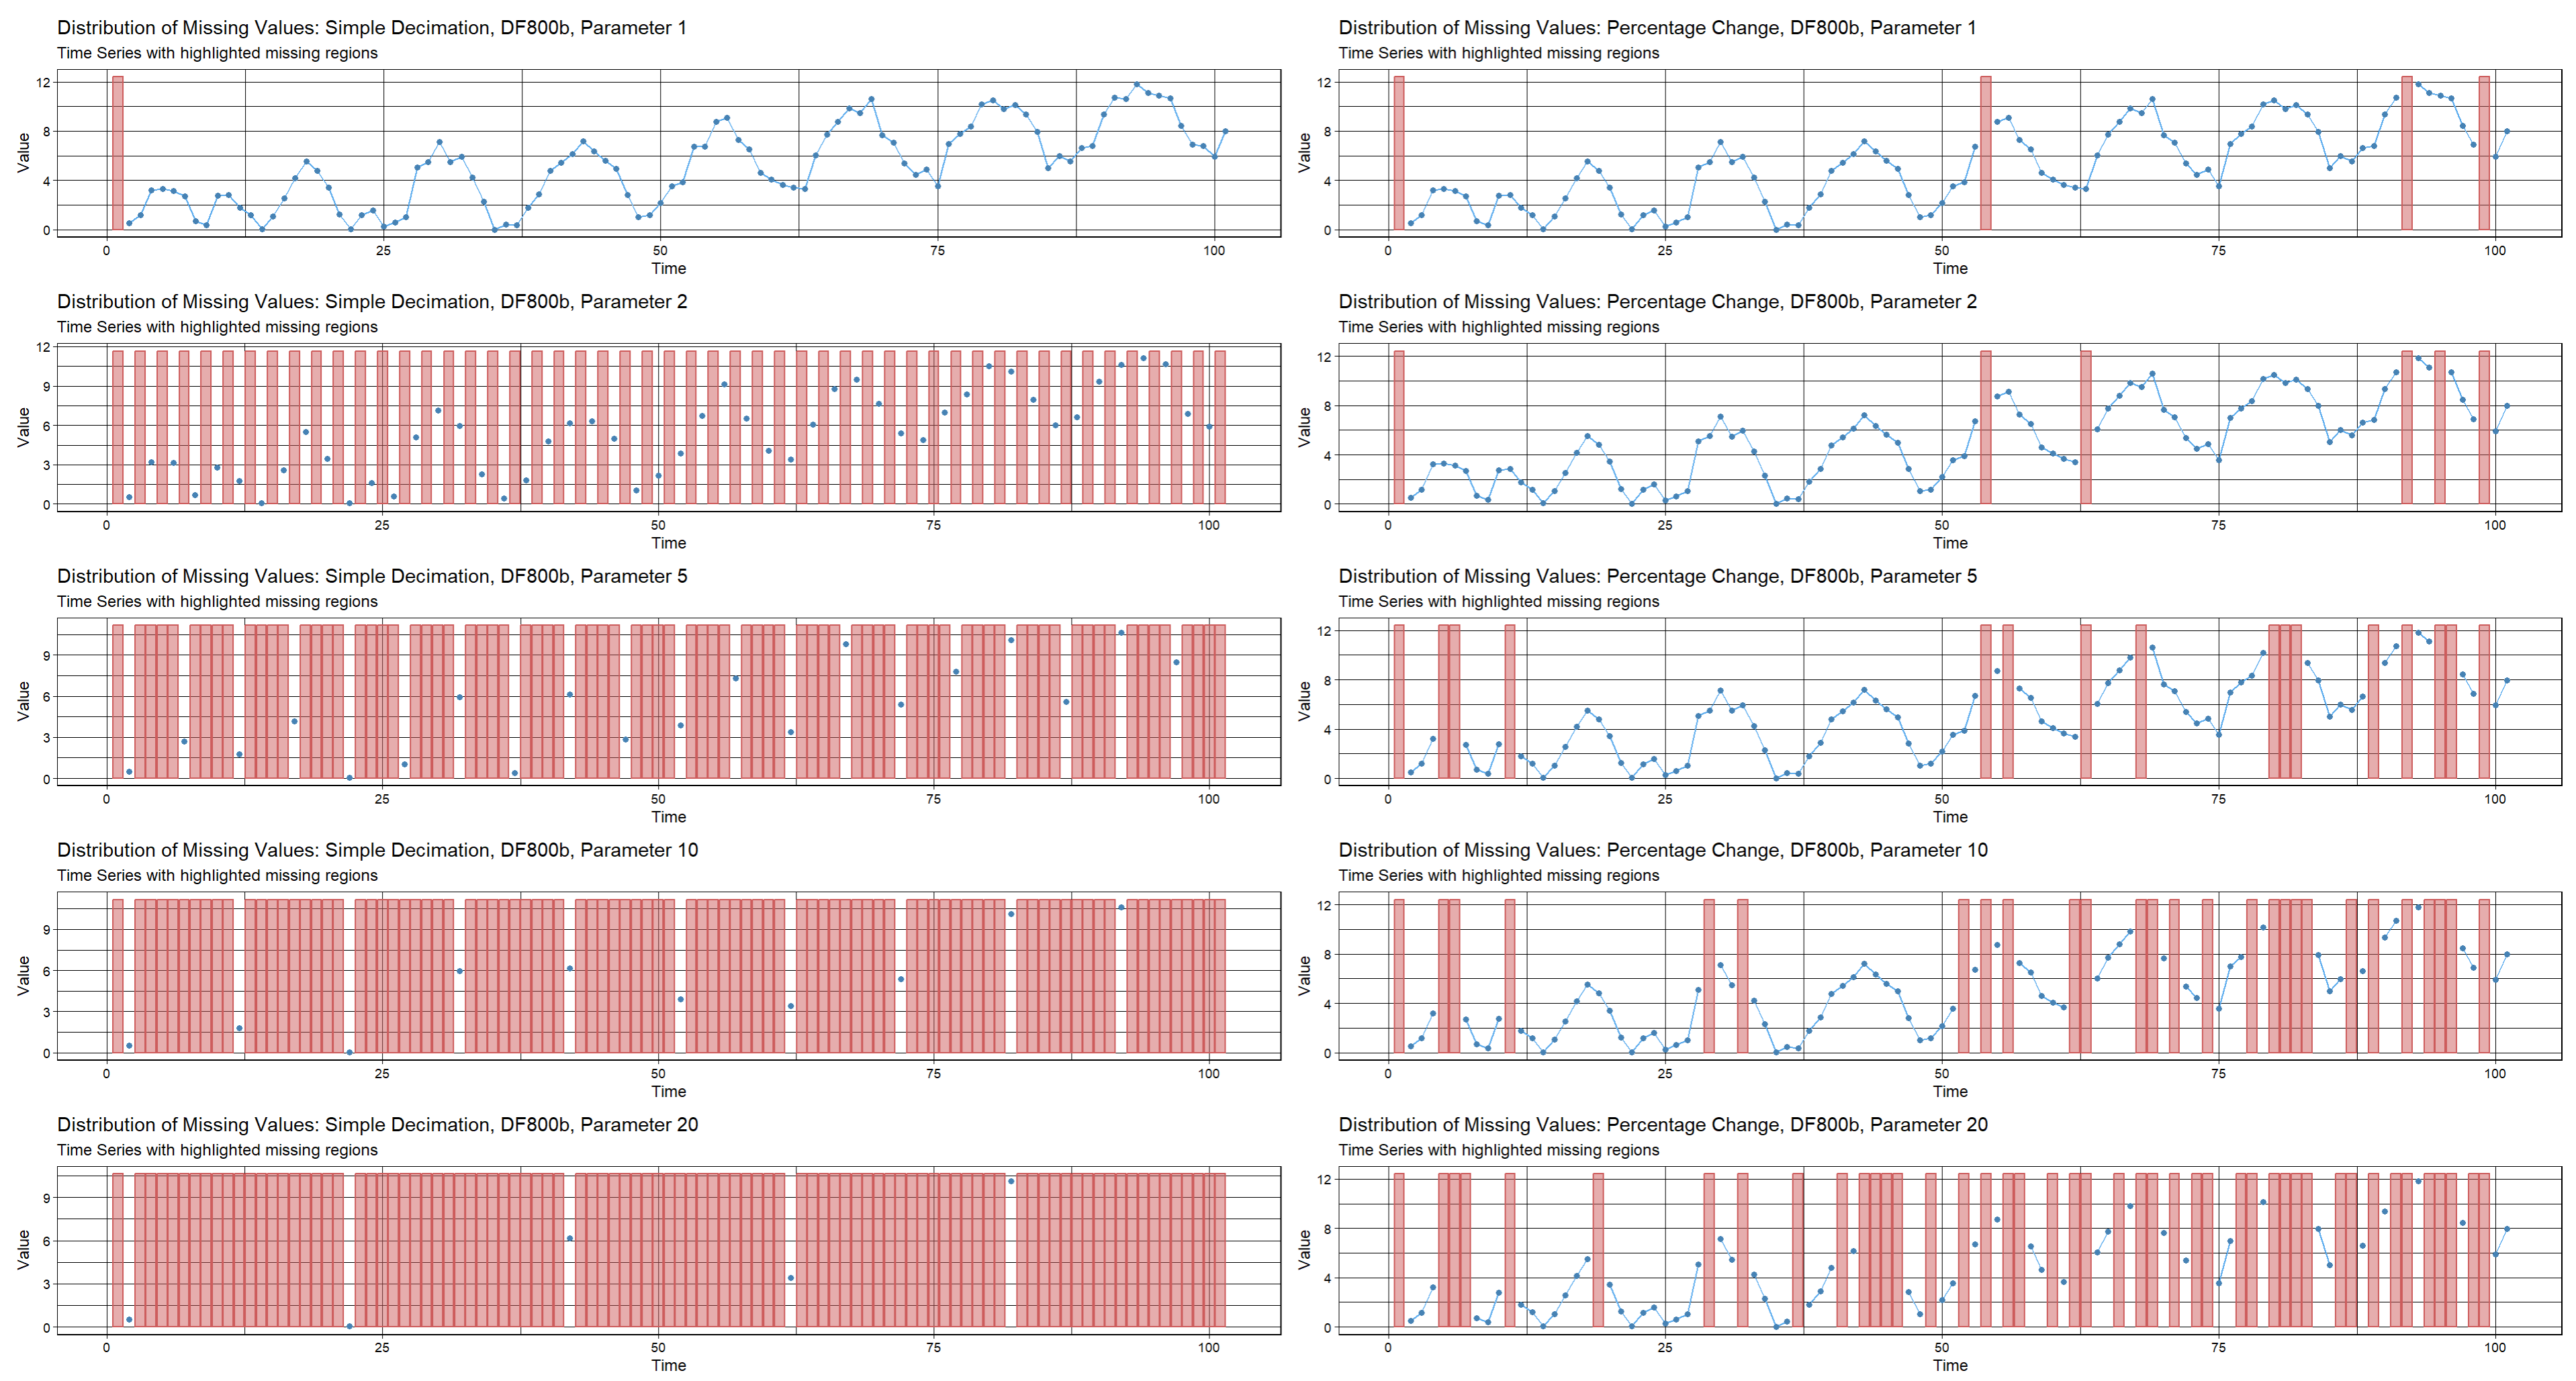 Distribution of Missing Values: Simple Decimation, DF800b, Parameter 1
Time Series with highlighted missing regions
Value
12
8
4
0
0 25 50 75 100
Time
Distribution of Missing Values: Percentage Change, DF800b, Parameter 1
Time Series with highlighted missing regions
Value
12
8
4
0
0 25 50 75 100
Time
Distribution of Missing Values: Simple Decimation, DF800b, Parameter 2
Time Series with highlighted missing regions
Value
12
9
6
3
0
0 25 50 75 100
Time
Distribution of Missing Values: Percentage Change, DF800b, Parameter 2
Time Series with highlighted missing regions
Value
12
8
4
0
0 25 50 75 100
Time
Distribution of Missing Values: Simple Decimation, DF800b, Parameter 5
Time Series with highlighted missing regions
Value
9
6
3
0
0 25 50 75 100
Time
Distribution of Missing Values: Percentage Change, DF800b, Parameter 5
Time Series with highlighted missing regions
Value
12
8
4
0
0 25 50 75 100
Time
Distribution of Missing Values: Simple Decimation, DF800b, Parameter 10
Time Series with highlighted missing regions
Value
9
6
3
0
0 25 50 75 100
Time
Distribution of Missing Values: Percentage Change, DF800b, Parameter 10
Time Series with highlighted missing regions
Value
12
8
4
0
0 25 50 75 100
Time
Distribution of Missing Values: Simple Decimation, DF800b, Parameter 20
Time Series with highlighted missing regions
Value
9
6
3
0
0 25 50 75 100
Time
Distribution of Missing Values: Percentage Change, DF800b, Parameter 20
Time Series with highlighted missing regions
Value
12
8
4
0
0 25 50 75 100
Time